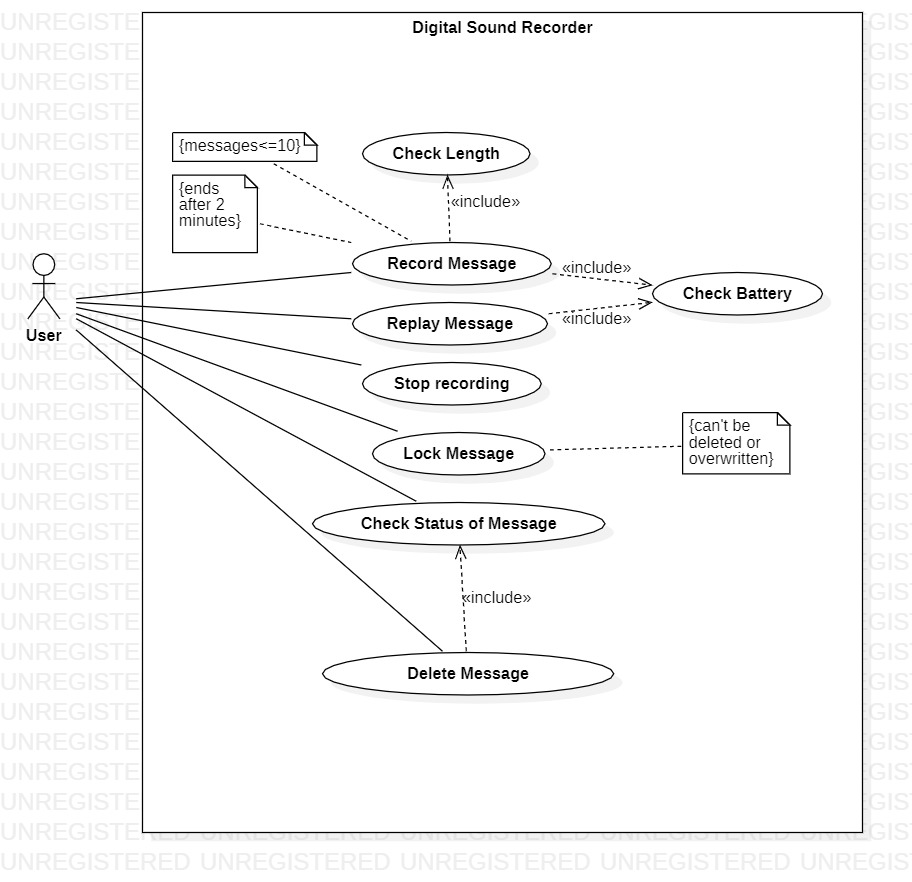 Digital Sound Recorder
{messages<=10}
{ends
after 2
minutes}
Check Length
«include»
Record Message
«include»
Check Battery
Replay Message
«include»
User
Stop recording
Lock Message
{can't be
deleted or
overwritten}
Check Status of Message
«include»
Delete Message
UNREGISTERED UNREGISTERED UNREGISTERED UNREGISTERED UNREGISTERED